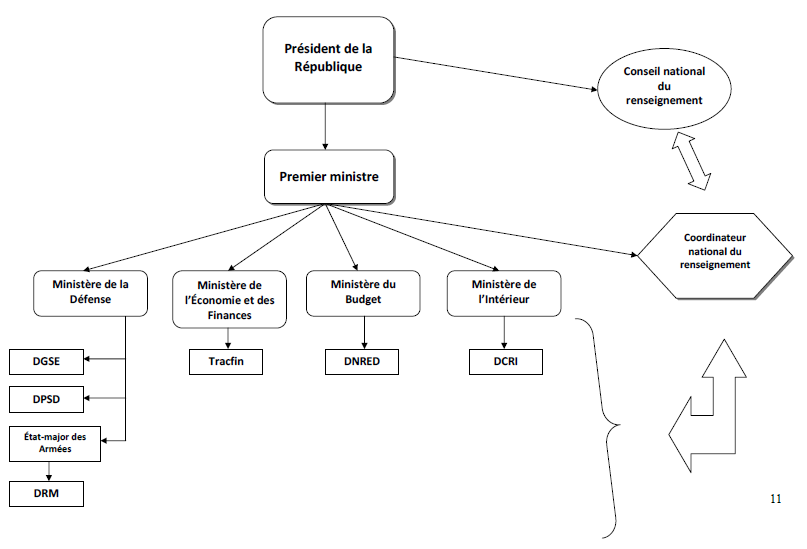 Président de la
République
Conseil national
du
renseignement
Premier ministre
Coordinateur
national du
renseignement
Ministère de la
Défense
Ministère de
l'Économie et des
Finances
Ministère du
Budget
Ministère de
l'Intérieur
DGSE
Tracfin
DNRED
DCRI
DPSD
État-major des
Armées
DRM
11